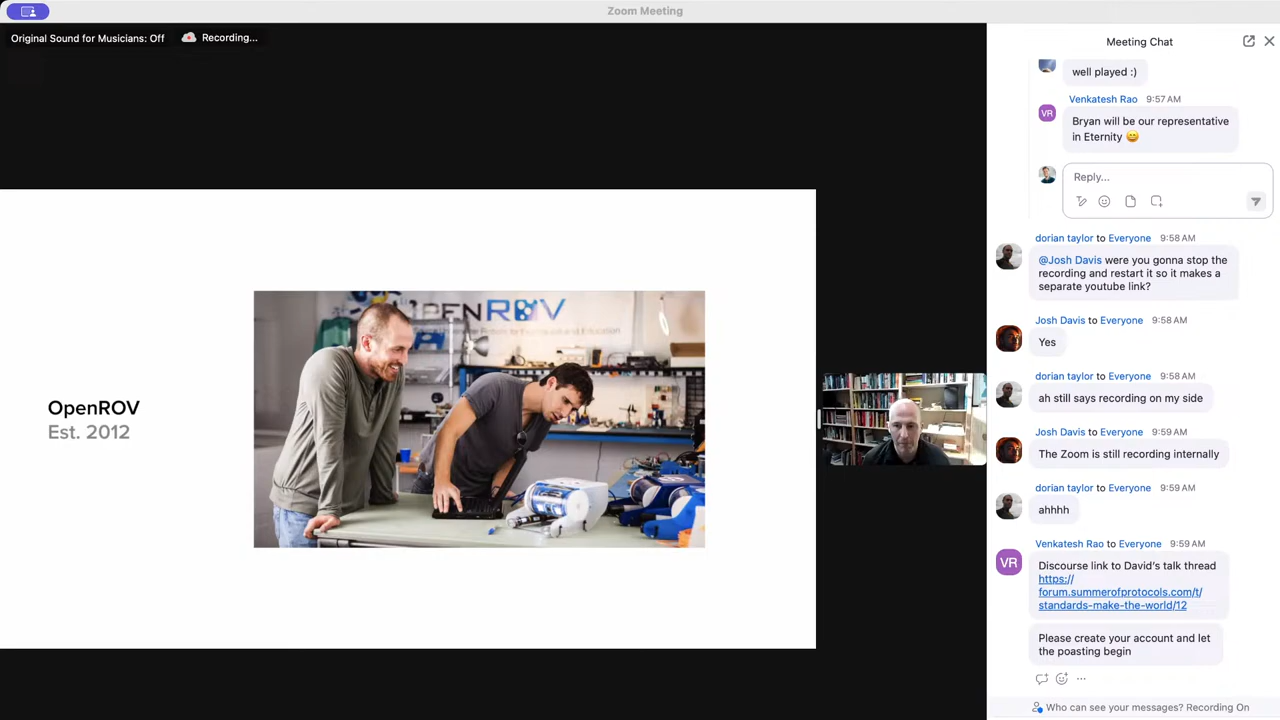 Zoom Meeting
Original Sound for Musicians: Off
Recording...
OpenROV
Est. 2012
PENROV
Meeting Chat
well played :)
Venkatesh Rao 9:57 AM
VR
Bryan will be our representative
in Eternity 😀
Reply...
dorian taylor to Everyone 9:58 AM
@Josh Davis were you gonna stop the
recording and restart it so it makes a
separate youtube link?
Josh Davis to Everyone 9:58 AM
Yes
dorian taylor to Everyone 9:58 AM
ah still says recording on my side
Josh Davis to Everyone 9:59 AM
The Zoom is still recording internally
dorian taylor to Everyone 9:59 AM
ahhhh
Venkatesh Rao to Everyone 9:59 AM
VR
Discourse link to David's talk thread
https://
forum.summerofprotocols.com/t/
standards-make-the-world/12
Please create your account and let
the poasting begin
Who can see your messages? Recording On